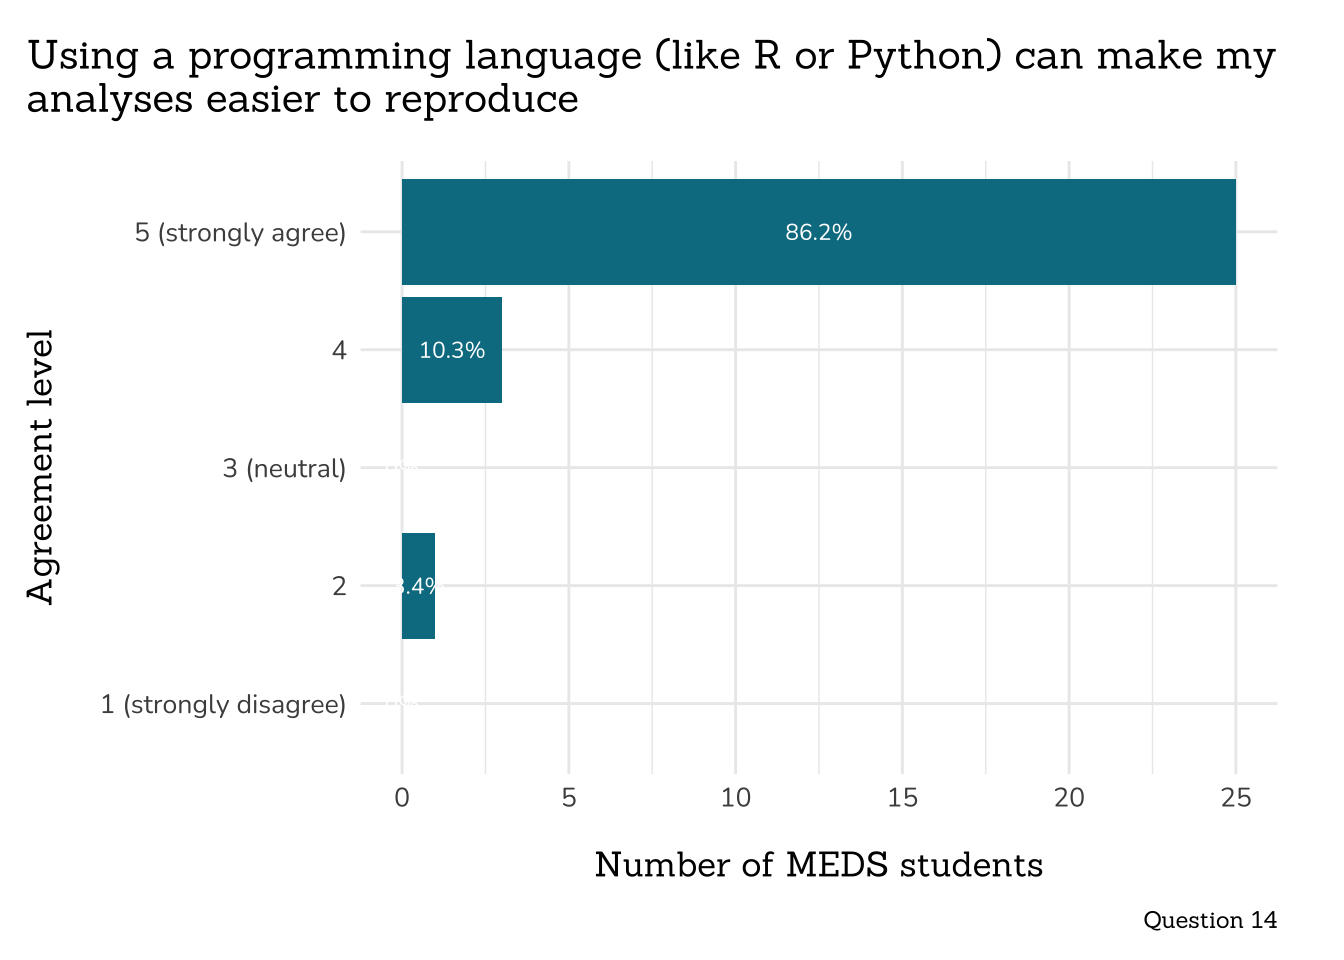 Using a programming language (like R or Python) can make my
analyses easier to reproduce
5 (strongly agree)
86.2%
4
10.3%
3 (neutral)
2
3.4%
1 (strongly disagree)
Agreement level
0 5 10 15 20 25
Number of MEDS students
Question 14